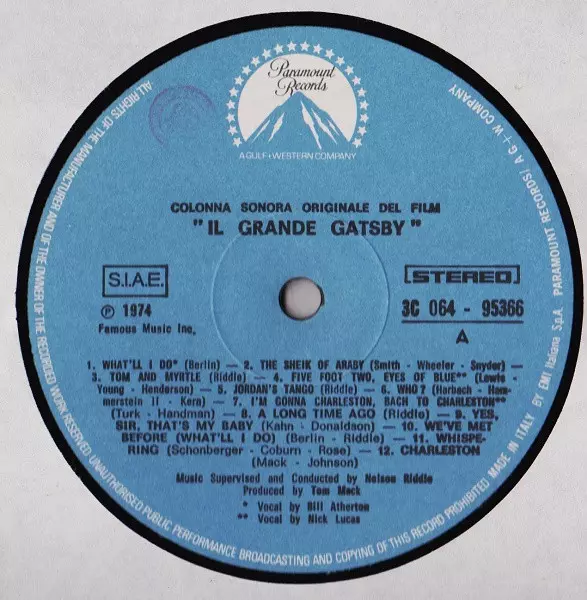 Paramount
Records
A GULF + WESTERN COMPANY
COLONNA SONORA ORIGINALE DEL FILM
"IL GRANDE GATSBY"
S.I.A.E.
STEREO
℗ 1974
3C 064 - 95366
Famous Music Inc.
A
1. WHAT'LL I DO* (Berlin) — 2. THE SHEIK OF ARABY (Smith - Wheeler - Snyder) —
3. TOM AND MYRTLE (Riddle) — 4. FIVE FOOT TWO, EYES OF BLUE** (Lewis -
Young - Henderson) — 5. JORDAN'S TANGO (Riddle) — 6. WHO? (Harbach - Ham-
merstein II - Kern) — 7. I'M GONNA CHARLESTON, BACH TO CHARLESTON**
(Turk - Handman) — 8. A LONG TIME AGO (Riddle) — 9. YES,
SIR, THAT'S MY BABY (Kahn - Donaldson) — 10. WE'VE MET
BEFORE (WHAT'LL I DO) (Berlin - Riddle) — 11. WHISPE-
RING (Schonberger - Coburn - Rose) — 12. CHARLESTON
(Mack - Johnson)
Music Supervised and Conducted by Nelson Riddle
Produced by Tom Mack
* Vocal by Bill Atherton
** Vocal by Nick Lucas
ALL RIGHTS OF THE MANUFACTURER AND OF THE OWNER OF THE RECORDED WORK RESERVED UNAUTHORISED PUBLIC PERFORMANCE BROADCASTING AND COPYING OF THIS RECORD PROHIBITED MADE IN ITALY BY EMI Italiana S.p.A. PARAMOUNT RECORDS/A G+W COMPANY